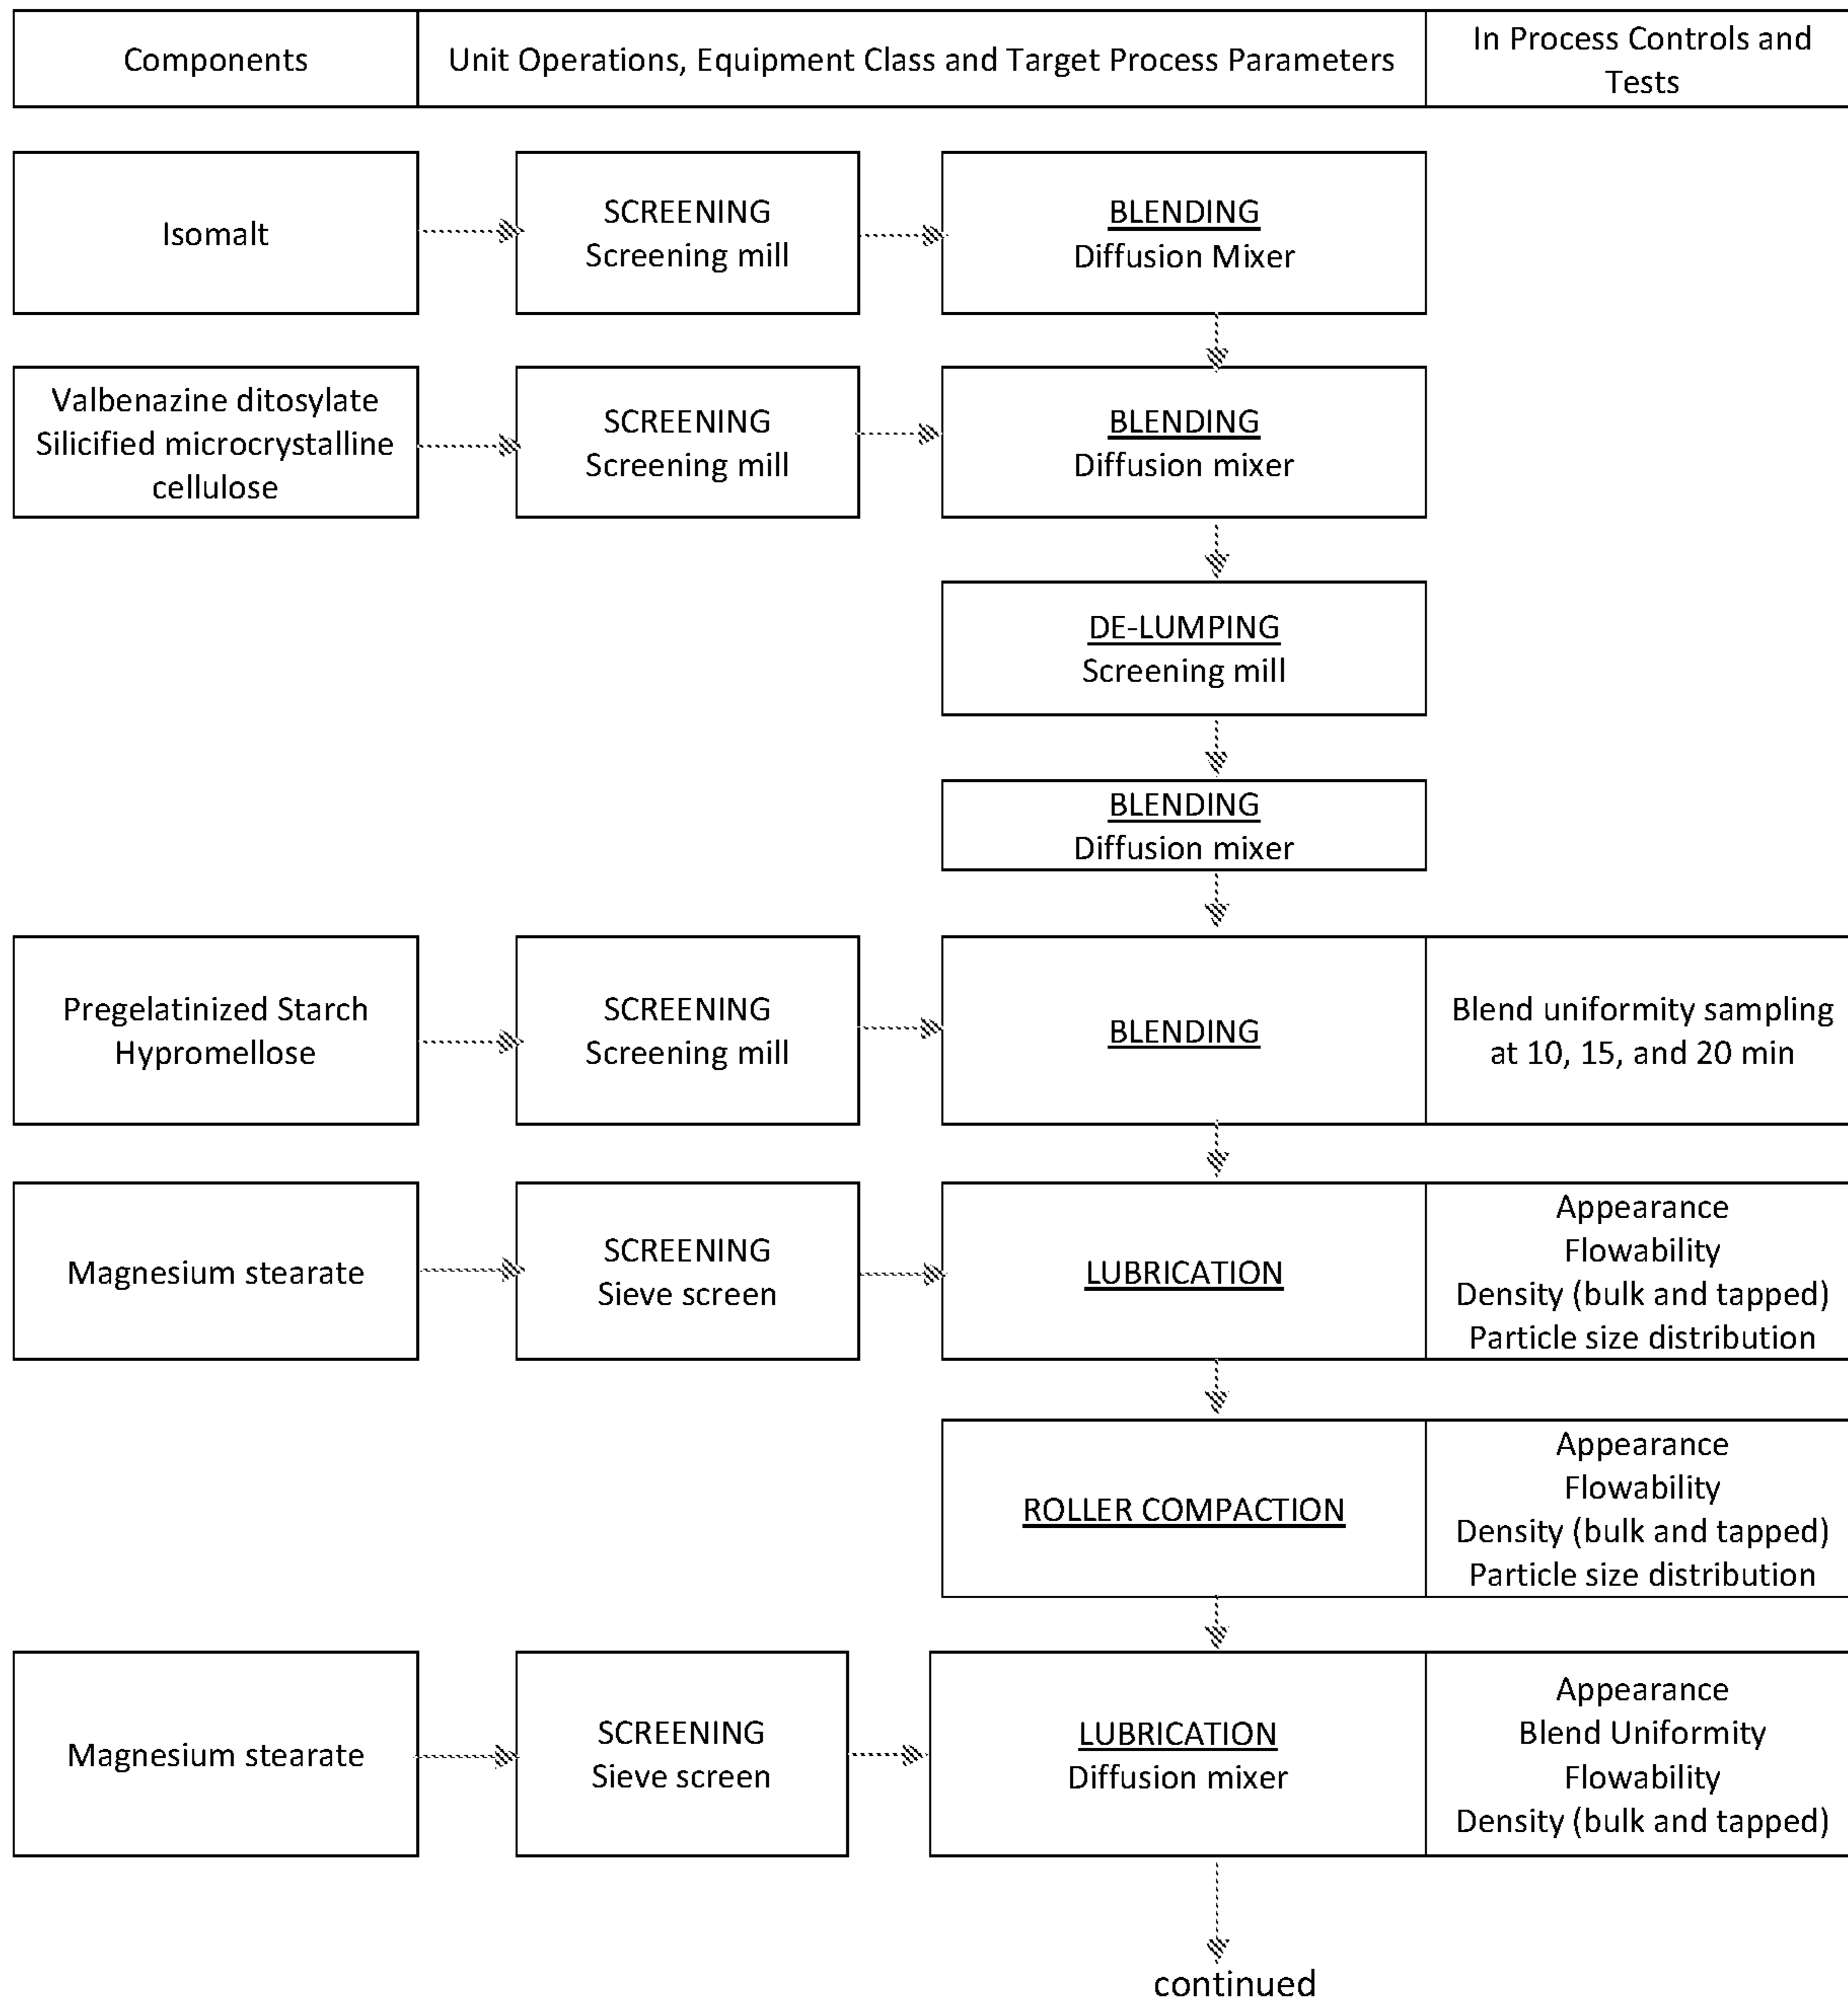 Components
Unit Operations, Equipment Class and Target Process Parameters
In Process Controls and
Tests
Isomalt
SCREENING
Screening mill
BLENDING
Diffusion Mixer
Valbenazine ditosylate
Silicified microcrystalline
cellulose
SCREENING
Screening mill
BLENDING
Diffusion mixer
DE-LUMPING
Screening mill
BLENDING
Diffusion mixer
Pregelatinized Starch
Hypromellose
SCREENING
Screening mill
BLENDING
Blend uniformity sampling
at 10, 15, and 20 min
Magnesium stearate
SCREENING
Sieve screen
LUBRICATION
Appearance
Flowability
Density (bulk and tapped)
Particle size distribution
ROLLER COMPACTION
Appearance
Flowability
Density (bulk and tapped)
Particle size distribution
Magnesium stearate
SCREENING
Sieve screen
LUBRICATION
Diffusion mixer
Appearance
Blend Uniformity
Flowability
Density (bulk and tapped)
continued